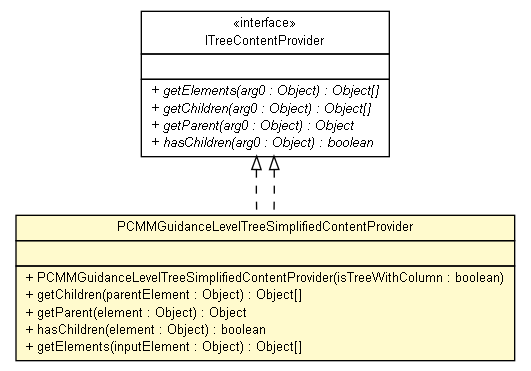 «interface»
ITreeContentProvider
+ getElements(arg0 : Object) : Object[]
+ getChildren(arg0 : Object) : Object[]
+ getParent(arg0 : Object) : Object
+ hasChildren(arg0 : Object) : boolean
PCMMGuidanceLevelTreeSimplifiedContentProvider
+ PCMMGuidanceLevelTreeSimplifiedContentProvider(isTreeWithColumn : boolean)
+ getChildren(parentElement : Object) : Object[]
+ getParent(element : Object) : Object
+ hasChildren(element : Object) : boolean
+ getElements(inputElement : Object) : Object[]